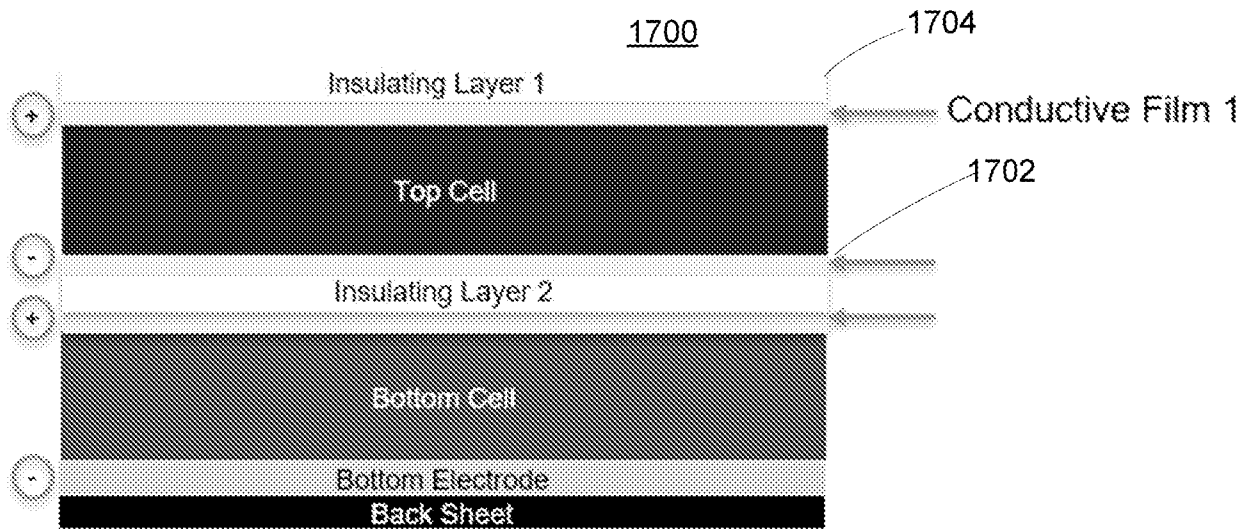 1700
1704
Insulating Layer 1
+
Conductive Film 1
Top Cell
1702
-
Insulating Layer 2
+
Bottom Cell
-
Bottom Electrode
Back Sheet